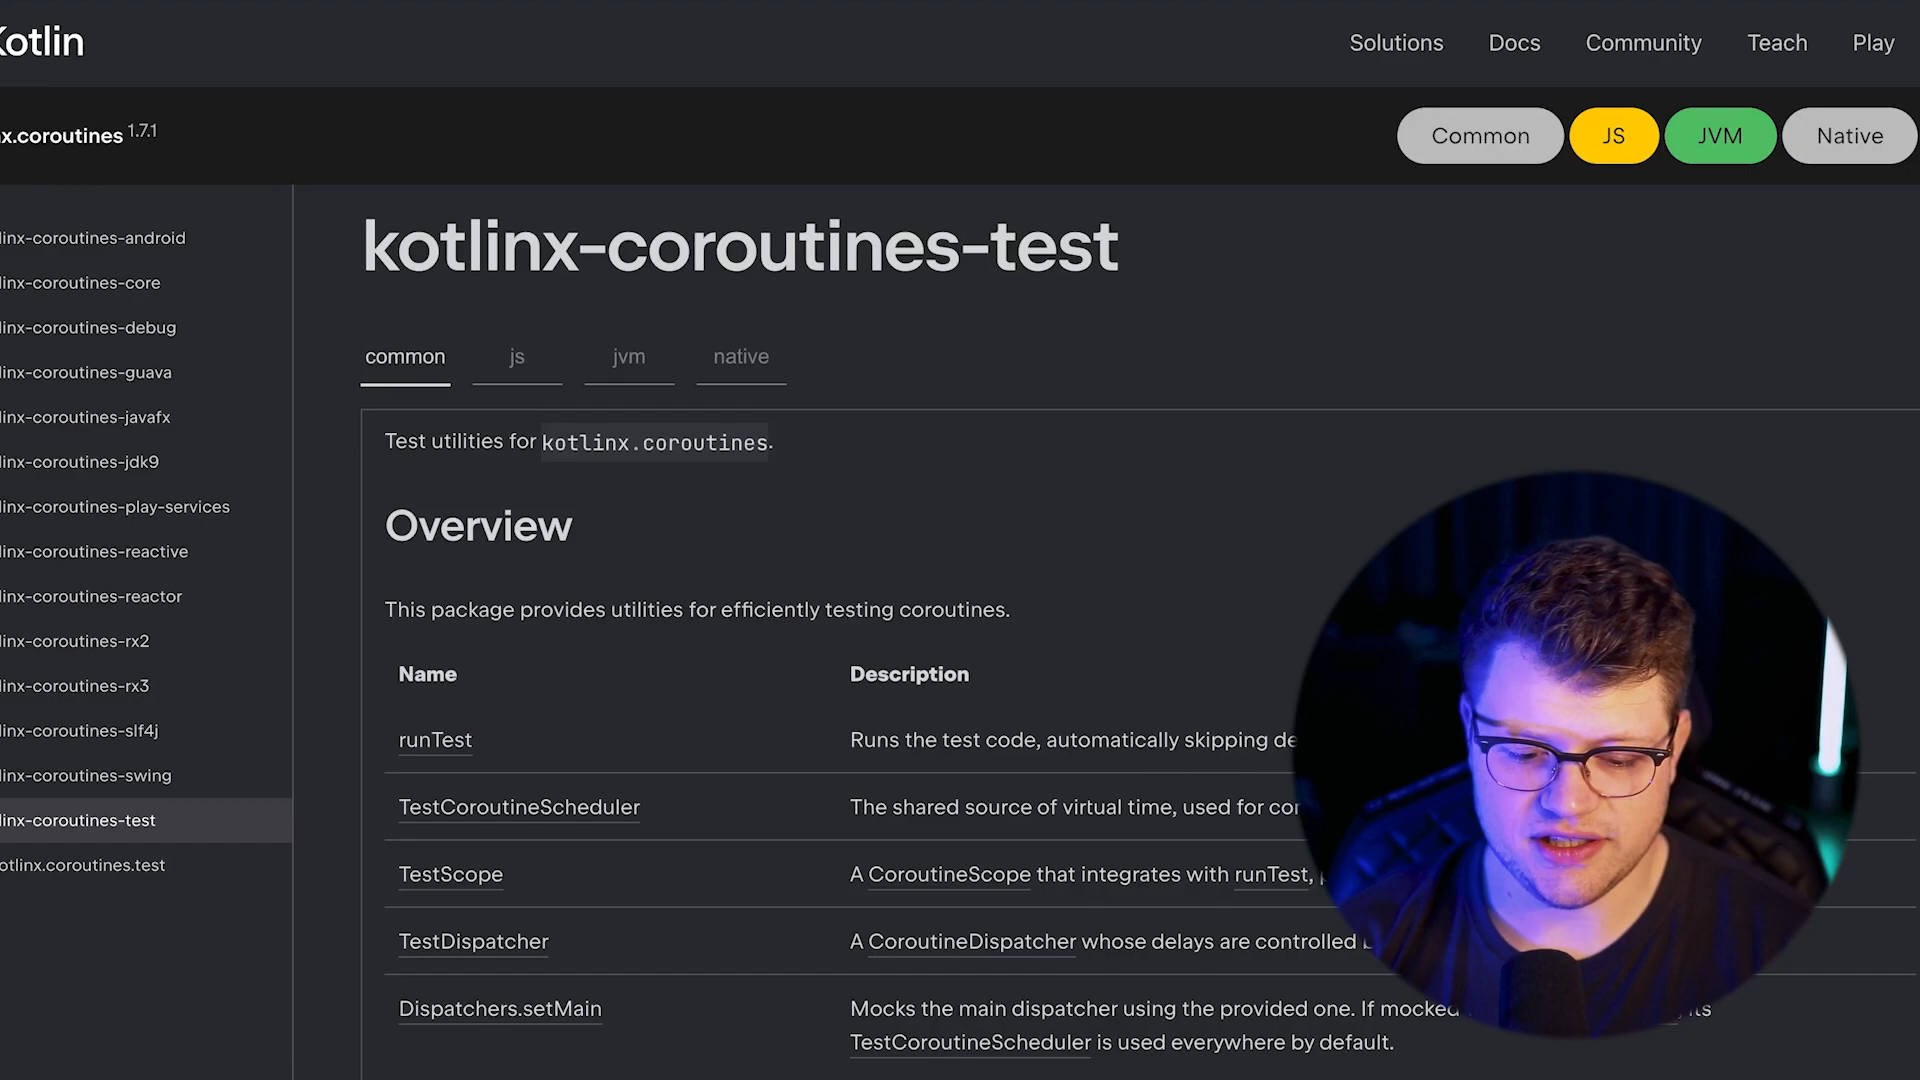 Kotlin
Solutions Docs Community Teach Play
x.coroutines 1.7.1
Common JS JVM Native
linx-coroutines-android
linx-coroutines-core
linx-coroutines-debug
linx-coroutines-guava
linx-coroutines-javafx
linx-coroutines-jdk9
linx-coroutines-play-services
linx-coroutines-reactive
linx-coroutines-reactor
linx-coroutines-rx2
linx-coroutines-rx3
linx-coroutines-slf4j
linx-coroutines-swing
linx-coroutines-test
otlinx.coroutines.test
kotlinx-coroutines-test
common js jvm native
Test utilities for kotlinx.coroutines.
Overview
This package provides utilities for efficiently testing coroutines.
Name Description
runTest Runs the test code, automatically skipping de
TestCoroutineScheduler The shared source of virtual time, used for cor
TestScope A CoroutineScope that integrates with runTest,
TestDispatcher A CoroutineDispatcher whose delays are controlled
Dispatchers.setMain Mocks the main dispatcher using the provided one. If mocked its
TestCoroutineScheduler is used everywhere by default.